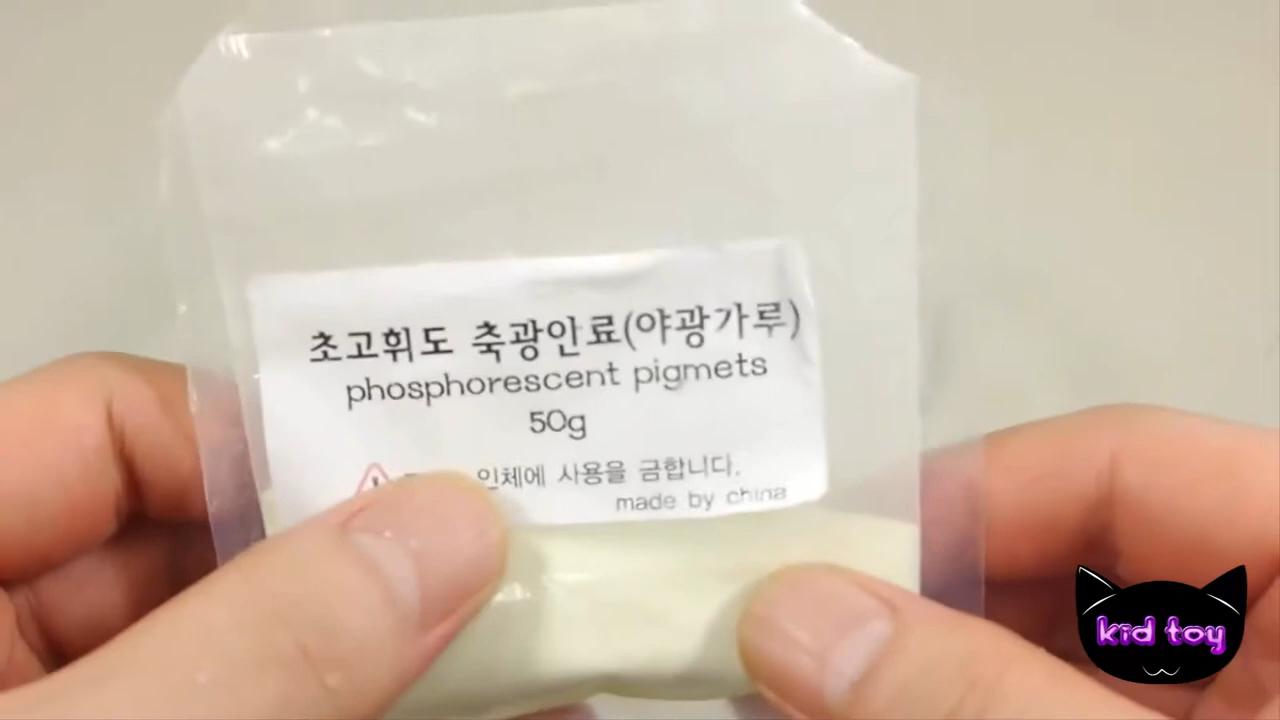 초고휘도 축광안료(야광가루)
phosphorescent pigmets
50g
인체에 사용을 금합니다.
made by china
kid toy